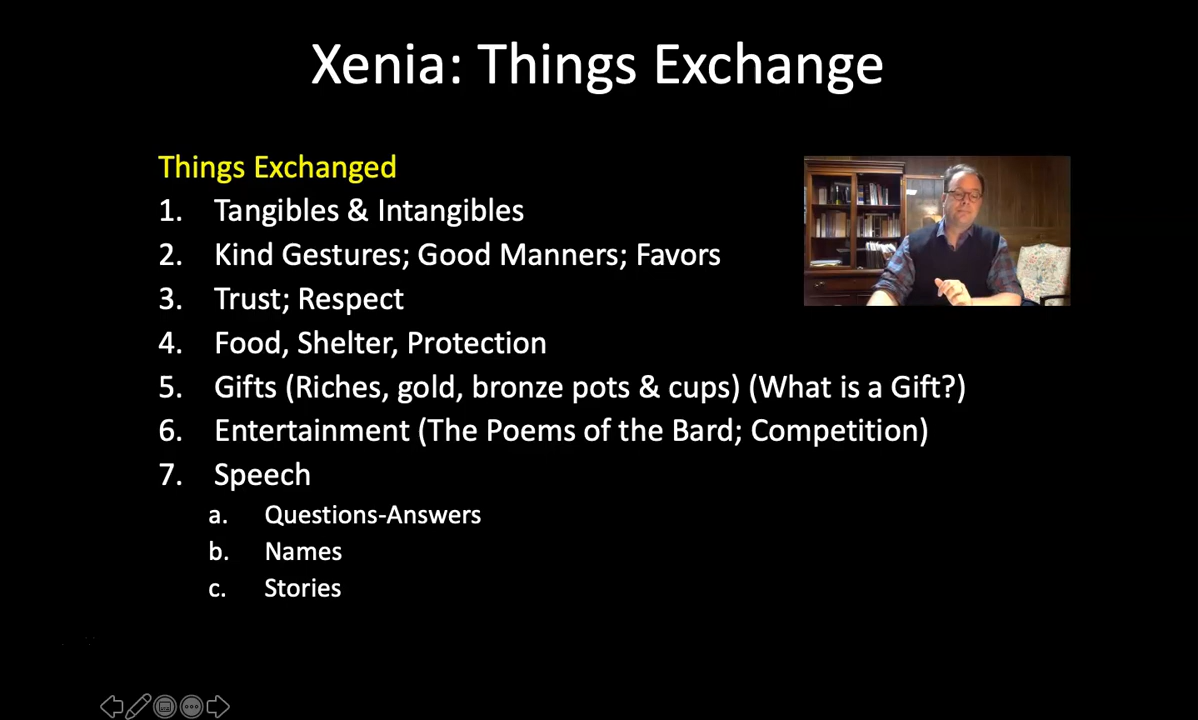 Xenia: Things Exchange
Things Exchanged
1. Tangibles & Intangibles
2. Kind Gestures; Good Manners; Favors
3. Trust; Respect
4. Food, Shelter, Protection
5. Gifts (Riches, gold, bronze pots & cups) (What is a Gift?)
6. Entertainment (The Poems of the Bard; Competition)
7. Speech
a. Questions-Answers
b. Names
c. Stories